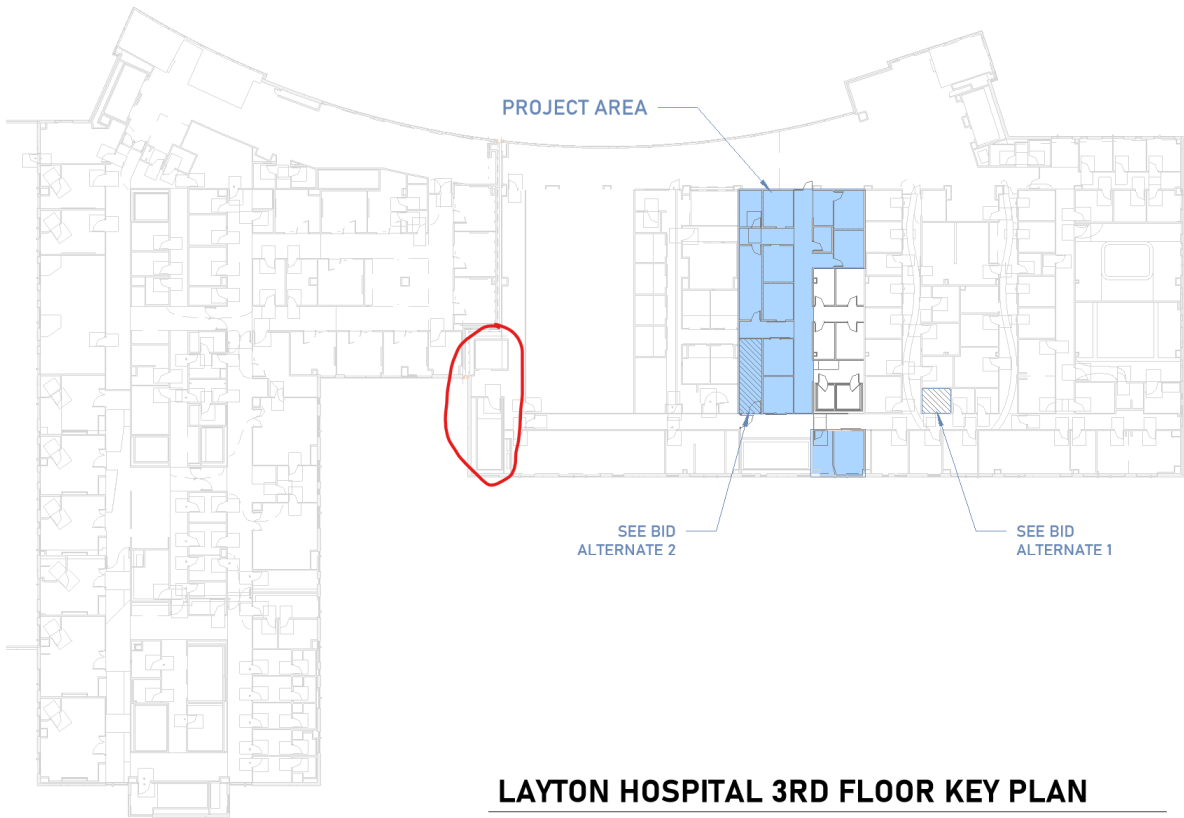 PROJECT AREA
SEE BID
ALTERNATE 2
SEE BID
ALTERNATE 1
LAYTON HOSPITAL 3RD FLOOR KEY PLAN